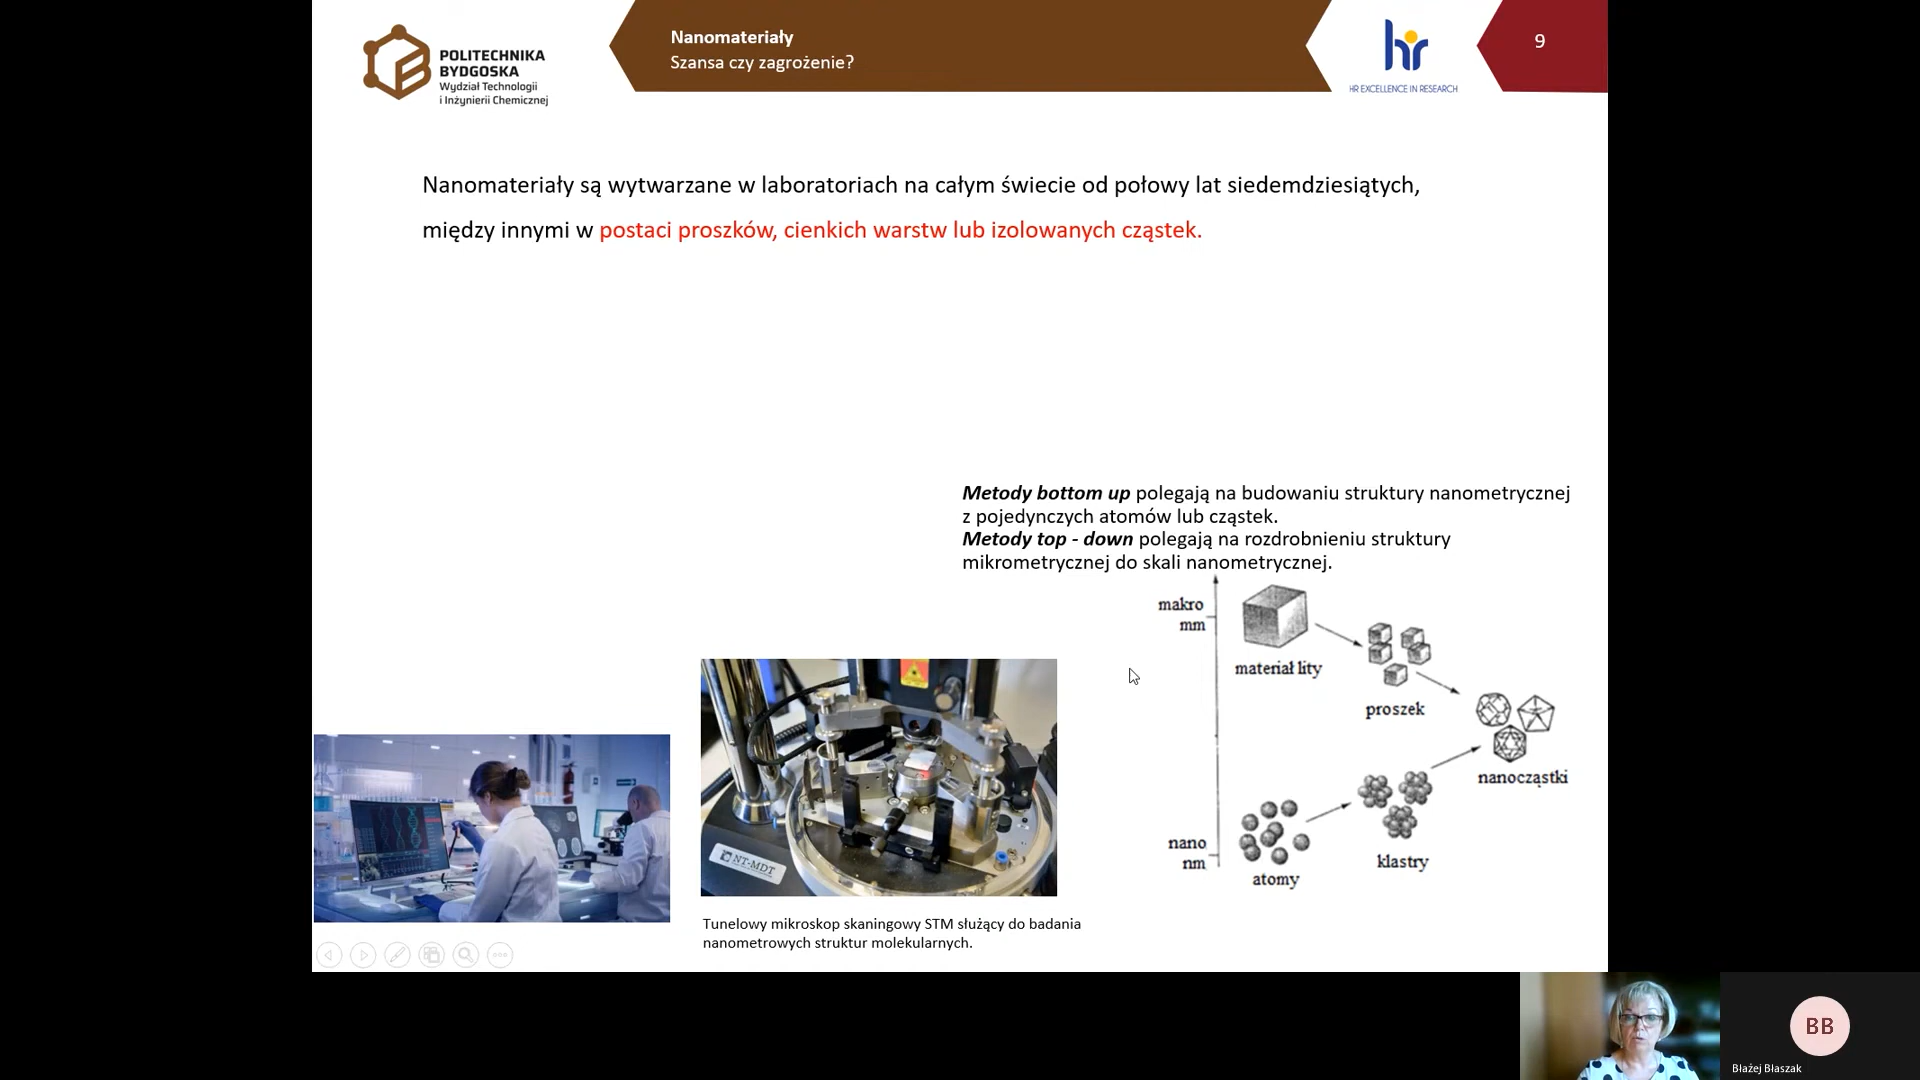 POLITECHNIKA
BYDGOSKA
Wydział Technologii
i Inżynierii Chemicznej
Nanomateriały
Szansa czy zagrożenie?
hr
HR EXCELLENCE IN RESEARCH
9
Nanomateriały są wytwarzane w laboratoriach na całym świecie od połowy lat siedemdziesiątych,
między innymi w postaci proszków, cienkich warstw lub izolowanych cząstek.
Metody bottom up polegają na budowaniu struktury nanometrycznej
z pojedynczych atomów lub cząstek.
Metody top - down polegają na rozdrobnieniu struktury
mikrometrycznej do skali nanometrycznej.
makro
mm
materiał lity
proszek
nanocząstki
nano
nm
atomy
klastry
NT-MDT
Tunelowy mikroskop skaningowy STM służący do badania
nanometrowych struktur molekularnych.
BB
Błażej Błaszak